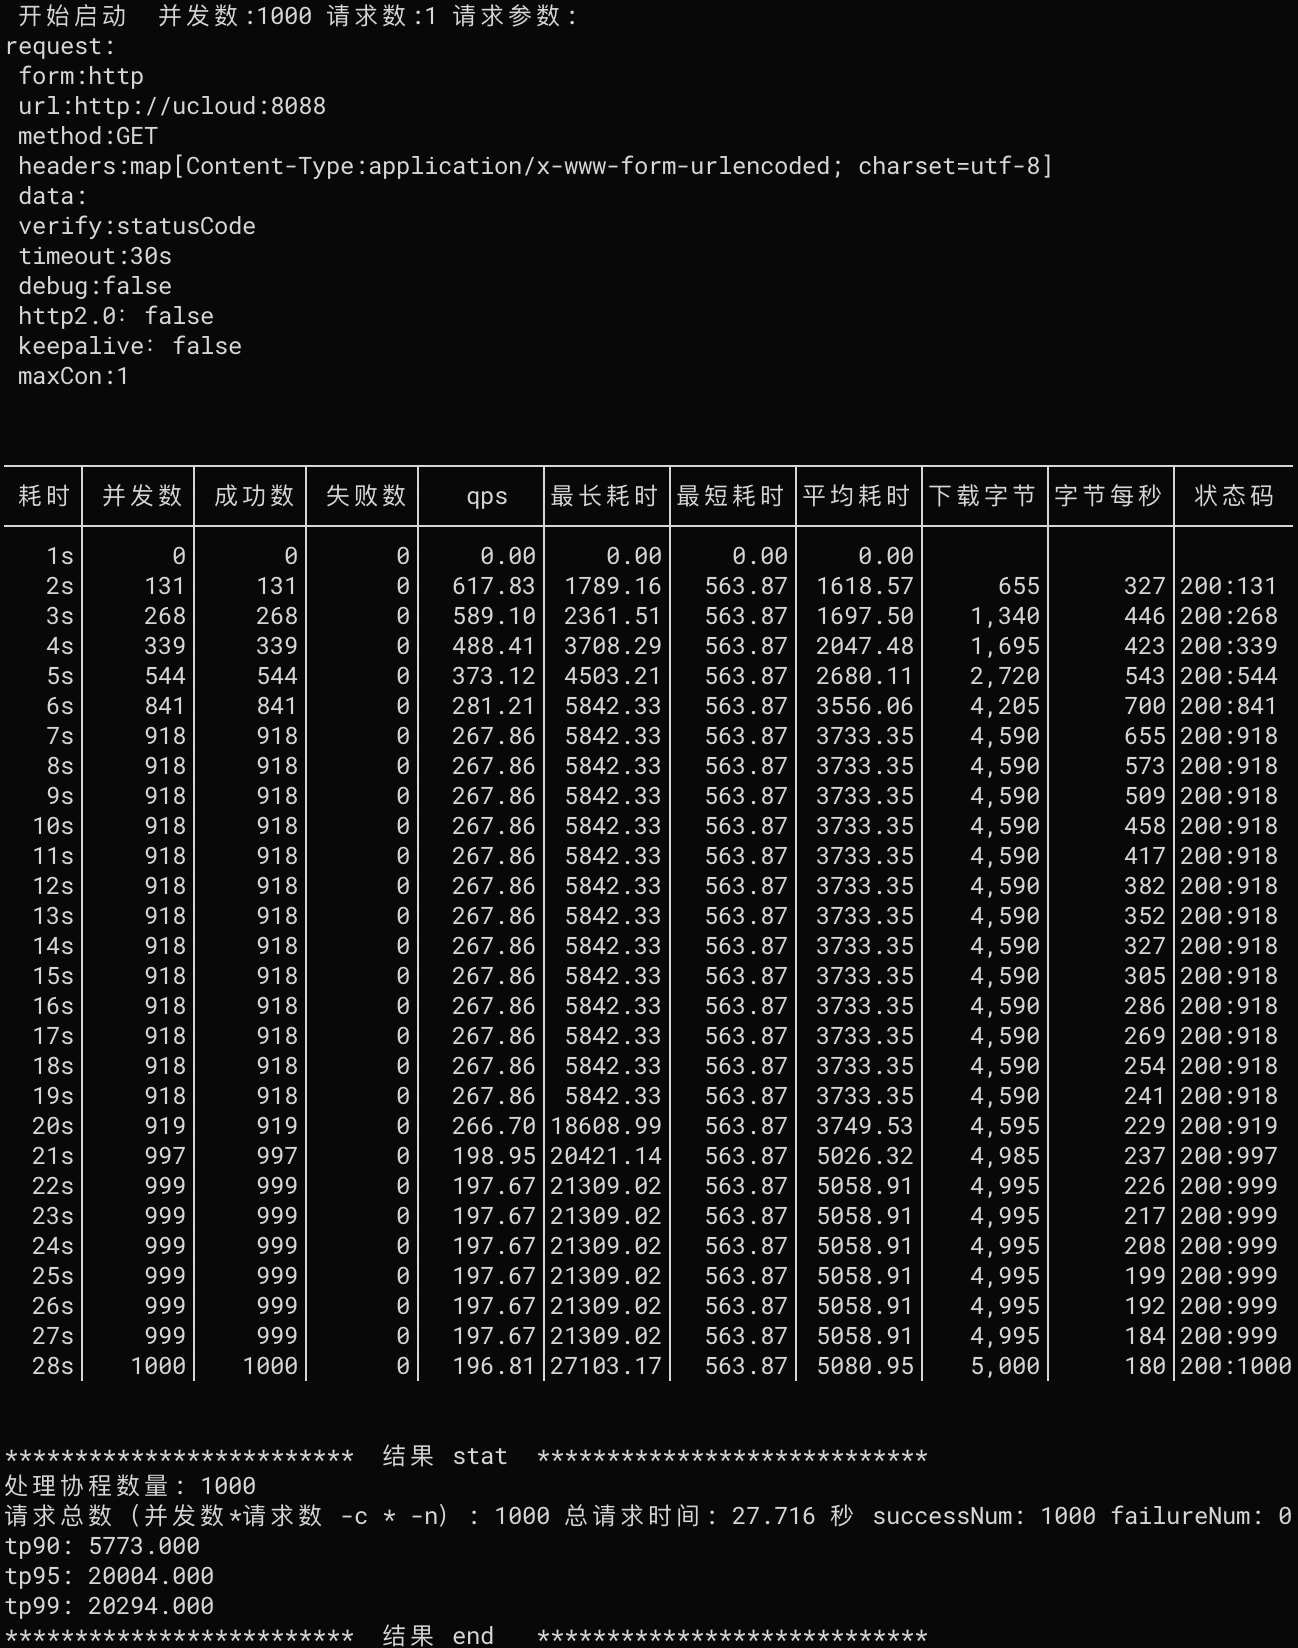 开始启动  并发数:1000 请求数:1 请求参数:
request:
 form:http
 url:http://ucloud:8088
 method:GET
 headers:map[Content-Type:application/x-www-form-urlencoded; charset=utf-8]
 data:
 verify:statusCode
 timeout:30s
 debug:false
 http2.0: false
 keepalive: false
 maxCon:1
耗时│ 并发数│ 成功数│ 失败数│ qps │最长耗时│最短耗时│平均耗时│下载字节│字节每秒│ 状态码
1s│ 0│ 0│ 0│ 0.00│ 0.00│ 0.00│ 0.00│ │ │
2s│ 131│ 131│ 0│ 617.83│ 1789.16│ 563.87│ 1618.57│ 655│ 327│200:131
3s│ 268│ 268│ 0│ 589.10│ 2361.51│ 563.87│ 1697.50│ 1,340│ 446│200:268
4s│ 339│ 339│ 0│ 488.41│ 3708.29│ 563.87│ 2047.48│ 1,695│ 423│200:339
5s│ 544│ 544│ 0│ 373.12│ 4503.21│ 563.87│ 2680.11│ 2,720│ 543│200:544
6s│ 841│ 841│ 0│ 281.21│ 5842.33│ 563.87│ 3556.06│ 4,205│ 700│200:841
7s│ 918│ 918│ 0│ 267.86│ 5842.33│ 563.87│ 3733.35│ 4,590│ 655│200:918
8s│ 918│ 918│ 0│ 267.86│ 5842.33│ 563.87│ 3733.35│ 4,590│ 573│200:918
9s│ 918│ 918│ 0│ 267.86│ 5842.33│ 563.87│ 3733.35│ 4,590│ 509│200:918
10s│ 918│ 918│ 0│ 267.86│ 5842.33│ 563.87│ 3733.35│ 4,590│ 458│200:918
11s│ 918│ 918│ 0│ 267.86│ 5842.33│ 563.87│ 3733.35│ 4,590│ 417│200:918
12s│ 918│ 918│ 0│ 267.86│ 5842.33│ 563.87│ 3733.35│ 4,590│ 382│200:918
13s│ 918│ 918│ 0│ 267.86│ 5842.33│ 563.87│ 3733.35│ 4,590│ 352│200:918
14s│ 918│ 918│ 0│ 267.86│ 5842.33│ 563.87│ 3733.35│ 4,590│ 327│200:918
15s│ 918│ 918│ 0│ 267.86│ 5842.33│ 563.87│ 3733.35│ 4,590│ 305│200:918
16s│ 918│ 918│ 0│ 267.86│ 5842.33│ 563.87│ 3733.35│ 4,590│ 286│200:918
17s│ 918│ 918│ 0│ 267.86│ 5842.33│ 563.87│ 3733.35│ 4,590│ 269│200:918
18s│ 918│ 918│ 0│ 267.86│ 5842.33│ 563.87│ 3733.35│ 4,590│ 254│200:918
19s│ 918│ 918│ 0│ 267.86│ 5842.33│ 563.87│ 3733.35│ 4,590│ 241│200:918
20s│ 919│ 919│ 0│ 266.70│18608.99│ 563.87│ 3749.53│ 4,595│ 229│200:919
21s│ 997│ 997│ 0│ 198.95│20421.14│ 563.87│ 5026.32│ 4,985│ 237│200:997
22s│ 999│ 999│ 0│ 197.67│21309.02│ 563.87│ 5058.91│ 4,995│ 226│200:999
23s│ 999│ 999│ 0│ 197.67│21309.02│ 563.87│ 5058.91│ 4,995│ 217│200:999
24s│ 999│ 999│ 0│ 197.67│21309.02│ 563.87│ 5058.91│ 4,995│ 208│200:999
25s│ 999│ 999│ 0│ 197.67│21309.02│ 563.87│ 5058.91│ 4,995│ 199│200:999
26s│ 999│ 999│ 0│ 197.67│21309.02│ 563.87│ 5058.91│ 4,995│ 192│200:999
27s│ 999│ 999│ 0│ 197.67│21309.02│ 563.87│ 5058.91│ 4,995│ 184│200:999
28s│ 1000│ 1000│ 0│ 196.81│27103.17│ 563.87│ 5080.95│ 5,000│ 180│200:1000
*************************  结果 stat  ****************************
处理协程数量: 1000
请求总数（并发数*请求数 -c * -n）: 1000 总请求时间: 27.716 秒 successNum: 1000 failureNum: 0
tp90: 5773.000
tp95: 20004.000
tp99: 20294.000
*************************  结果 end   ****************************